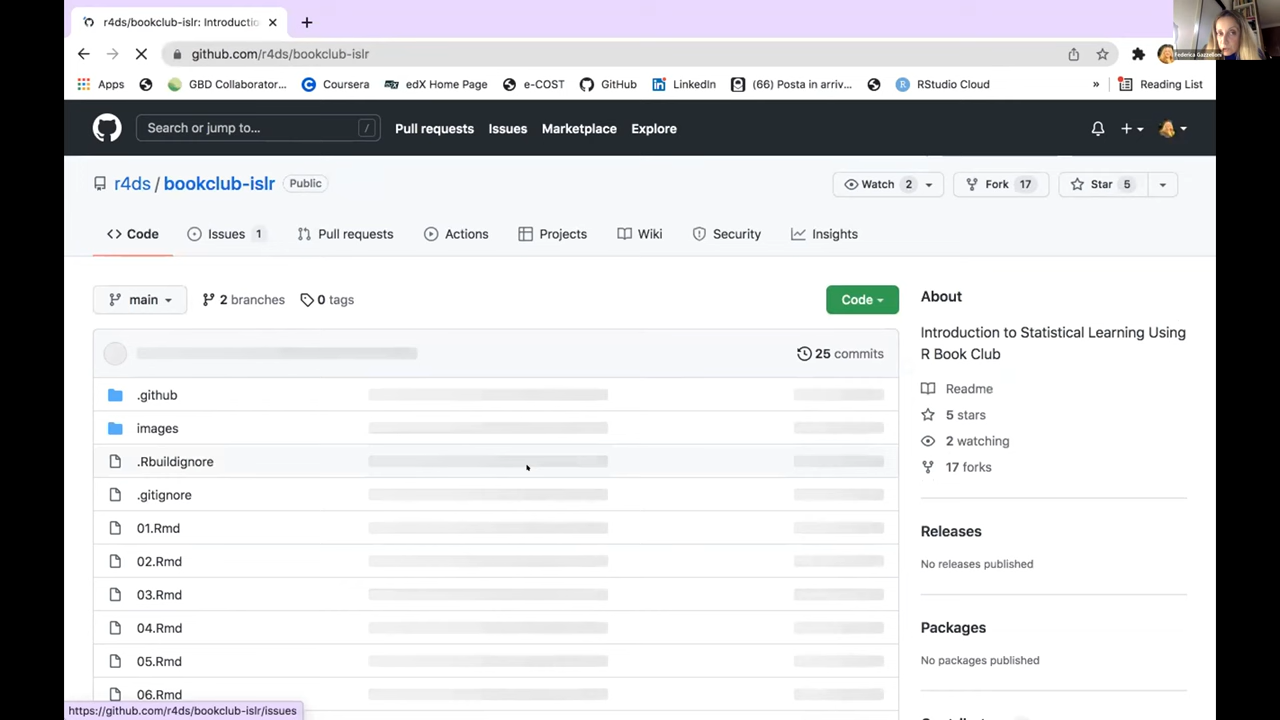 r4ds/bookclub-islr: Introductio
github.com/r4ds/bookclub-islr
Federica Gazzelloni
Apps
GBD Collaborator...
Coursera
edX Home Page
e-COST
GitHub
LinkedIn
(66) Posta in arriv...
RStudio Cloud
»
Reading List
Search or jump to...
/
Pull requests
Issues
Marketplace
Explore
r4ds / bookclub-islr
Public
Watch 2
Fork 17
Star 5
Code
Issues 1
Pull requests
Actions
Projects
Wiki
Security
Insights
main
2 branches
0 tags
Code
25 commits
.github
images
.Rbuildignore
.gitignore
01.Rmd
02.Rmd
03.Rmd
04.Rmd
05.Rmd
06.Rmd
About
Introduction to Statistical Learning Using
R Book Club
Readme
5 stars
2 watching
17 forks
Releases
No releases published
Packages
No packages published
https://github.com/r4ds/bookclub-islr/issues